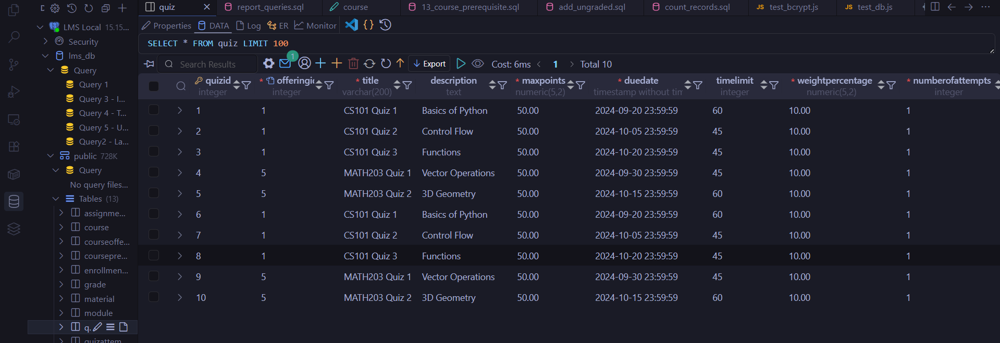 quiz
report_queries.sql
course
13_course_prerequisite.sql
add_ungraded.sql
count_records.sql
JS test_bcrypt.js
JS test_db.js
LMS Local 15.15...
Security
lms_db
Query
Query 1
Query 3 - I...
Query 4 - T...
Query 5 - U...
Query2 - La...
public 728K
Query
No query files...
Tables (13)
assignme...
course
courseoffe...
coursepre...
enrollmen...
grade
material
module
q.
quizattem
Properties DATA Log ER Monitor
SELECT * FROM quiz LIMIT 100
Search Results 1 Export Cost: 6ms 1 Total 10
* quizid * offeringi * title description * maxpoints * duedate timelimit * weightpercentage * numberofattempts
integer integer varchar(200) text numeric(5,2) timestamp without tim integer numeric(5,2) integer
1 1 CS101 Quiz 1 Basics of Python 50.00 2024-09-20 23:59:59 60 10.00 1
2 1 CS101 Quiz 2 Control Flow 50.00 2024-10-05 23:59:59 45 10.00 1
3 1 CS101 Quiz 3 Functions 50.00 2024-10-20 23:59:59 45 10.00 1
4 5 MATH203 Quiz 1 Vector Operations 50.00 2024-09-30 23:59:59 45 10.00 1
5 5 MATH203 Quiz 2 3D Geometry 50.00 2024-10-15 23:59:59 60 10.00 1
6 1 CS101 Quiz 1 Basics of Python 50.00 2024-09-20 23:59:59 60 10.00 1
7 1 CS101 Quiz 2 Control Flow 50.00 2024-10-05 23:59:59 45 10.00 1
8 1 CS101 Quiz 3 Functions 50.00 2024-10-20 23:59:59 45 10.00 1
9 5 MATH203 Quiz 1 Vector Operations 50.00 2024-09-30 23:59:59 45 10.00 1
10 5 MATH203 Quiz 2 3D Geometry 50.00 2024-10-15 23:59:59 60 10.00 1